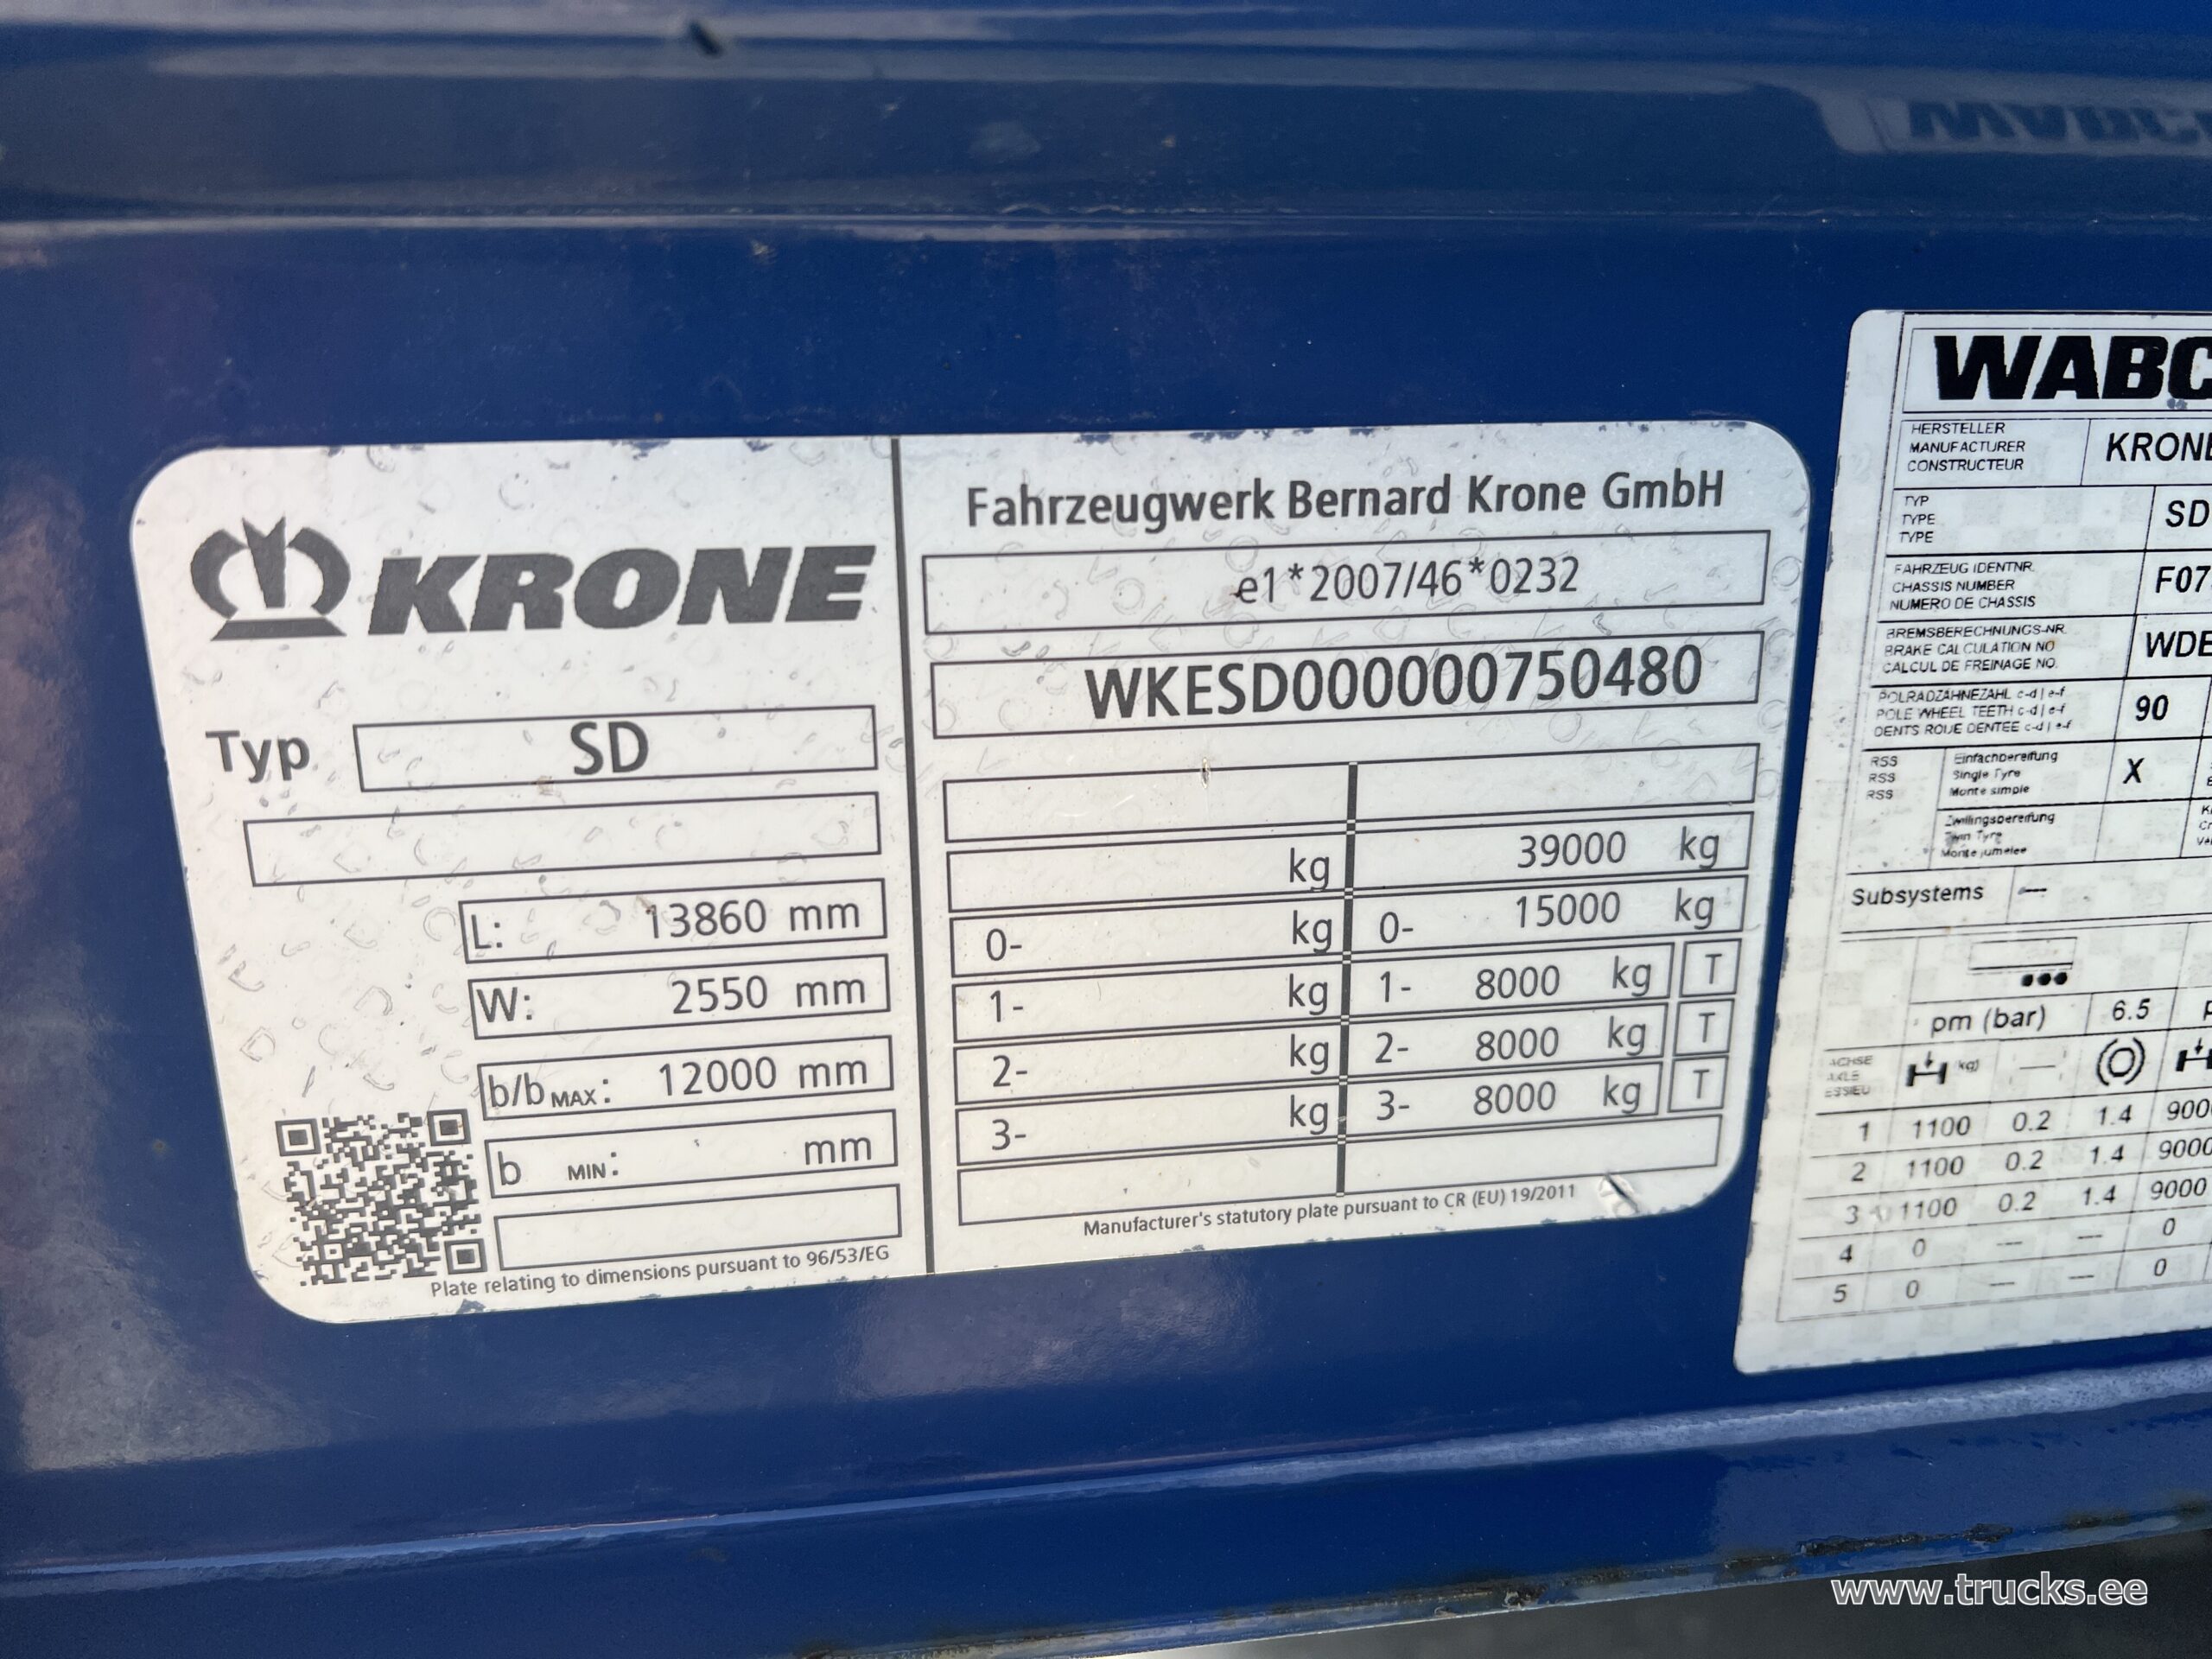 KRONE
Typ SD
L: 13860 mm
W: 2550 mm
b/b MAX: 12000 mm
b MIN: mm
Plate relating to dimensions pursuant to 96/53/EG
Fahrzeugwerk Bernard Krone GmbH
e1*2007/46*0232
WKESD000000750480
kg 39000 kg
0- kg 0- 15000 kg
1- kg 1- 8000 kg T
2- kg 2- 8000 kg T
3- kg 3- 8000 kg T
Manufacturer's statutory plate pursuant to CR (EU) 19/2011
WABC
HERSTELLER
MANUFACTURER
CONSTRUCTEUR
KRONE
TYP
TYPE
TYPE
SD
FAHRZEUG IDENTNR.
CHASSIS NUMBER
NUMERO DE CHASSIS
F07
BREMSBERECHNUNGS-NR.
BRAKE CALCULATION NO
CALCUL DE FREINAGE NO.
WDE
POLRADZÄHNEZAHL c-d | e-f
POLE WHEEL TEETH c-d | e-f
DENTS ROUE DENTEE c-d | e-f
90
RSS
RSS
RSS
Einfachbereifung
Single Tyre
Monte simple
X
Zwillingsbereifung
Twin Tyre
Monte jumelee
Subsystems ---
pm (bar) 6.5
ACHSE
AXLE
ESSIEU
(kg)
1 1100 0.2 1.4 900
2 1100 0.2 1.4 9000
3 1100 0.2 1.4 9000
4 0 --- --- 0
5 0 --- --- 0
www.trucks.ee